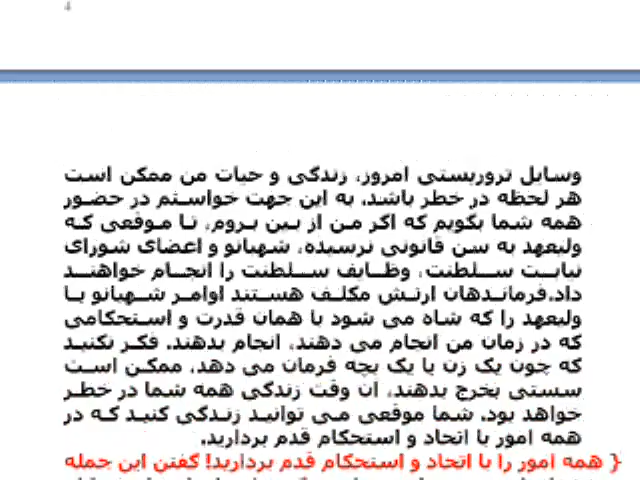 4
وسایل تروریستی امروز، زندگی و حیات من ممکن است
هر لحظه در خطر باشد، به این جهت خواستم در حضور
همه شما بگویم که اگر من از بین بروم، تا موقعی که
ولیعهد به سن قانونی نرسیده، شهبانو و اعضای شورای
نیابت سلطنت، وظایف سلطنت را انجام خواهند
داد.فرماندهان ارتش مکلف هستند اوامر شهبانو یا
ولیعهد را که شاه می شود با همان قدرت و استحکامی
که در زمان من انجام می دهند، انجام بدهند. فکر نکنید
که چون یک زن یا یک بچه فرمان می دهد، ممکن است
سستی بخرج بدهند، آن وقت زندگی همه شما در خطر
خواهد بود. شما موقعی می توانید زندگی کنید که در
همه امور با اتحاد و استحکام قدم بردارید.
{ همه امور را با اتحاد و استحکام قدم بردارید! گفتن این جمله